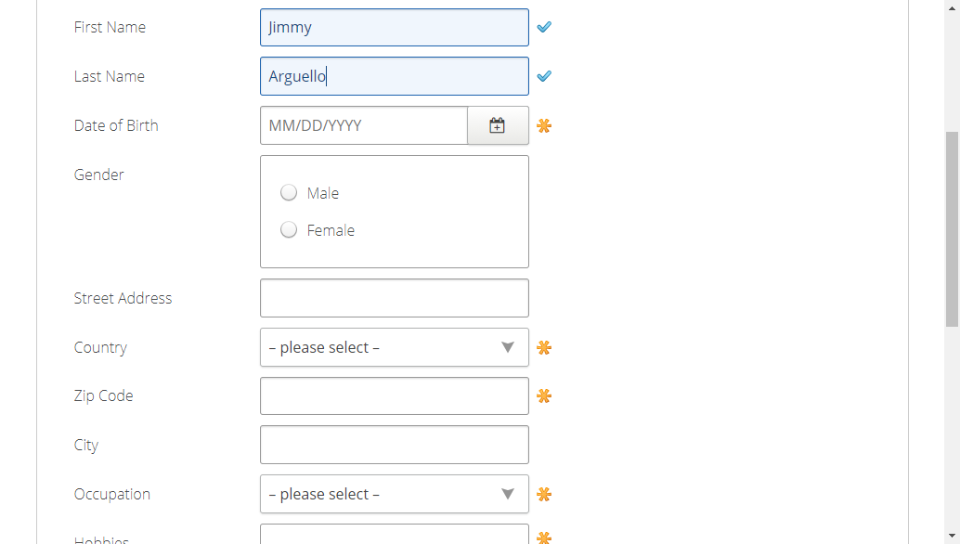 First Name
Jimmy
Last Name
Arguello
Date of Birth
MM/DD/YYYY
Gender
Male
Female
Street Address
Country
– please select –
Zip Code
City
Occupation
– please select –
Hobbies